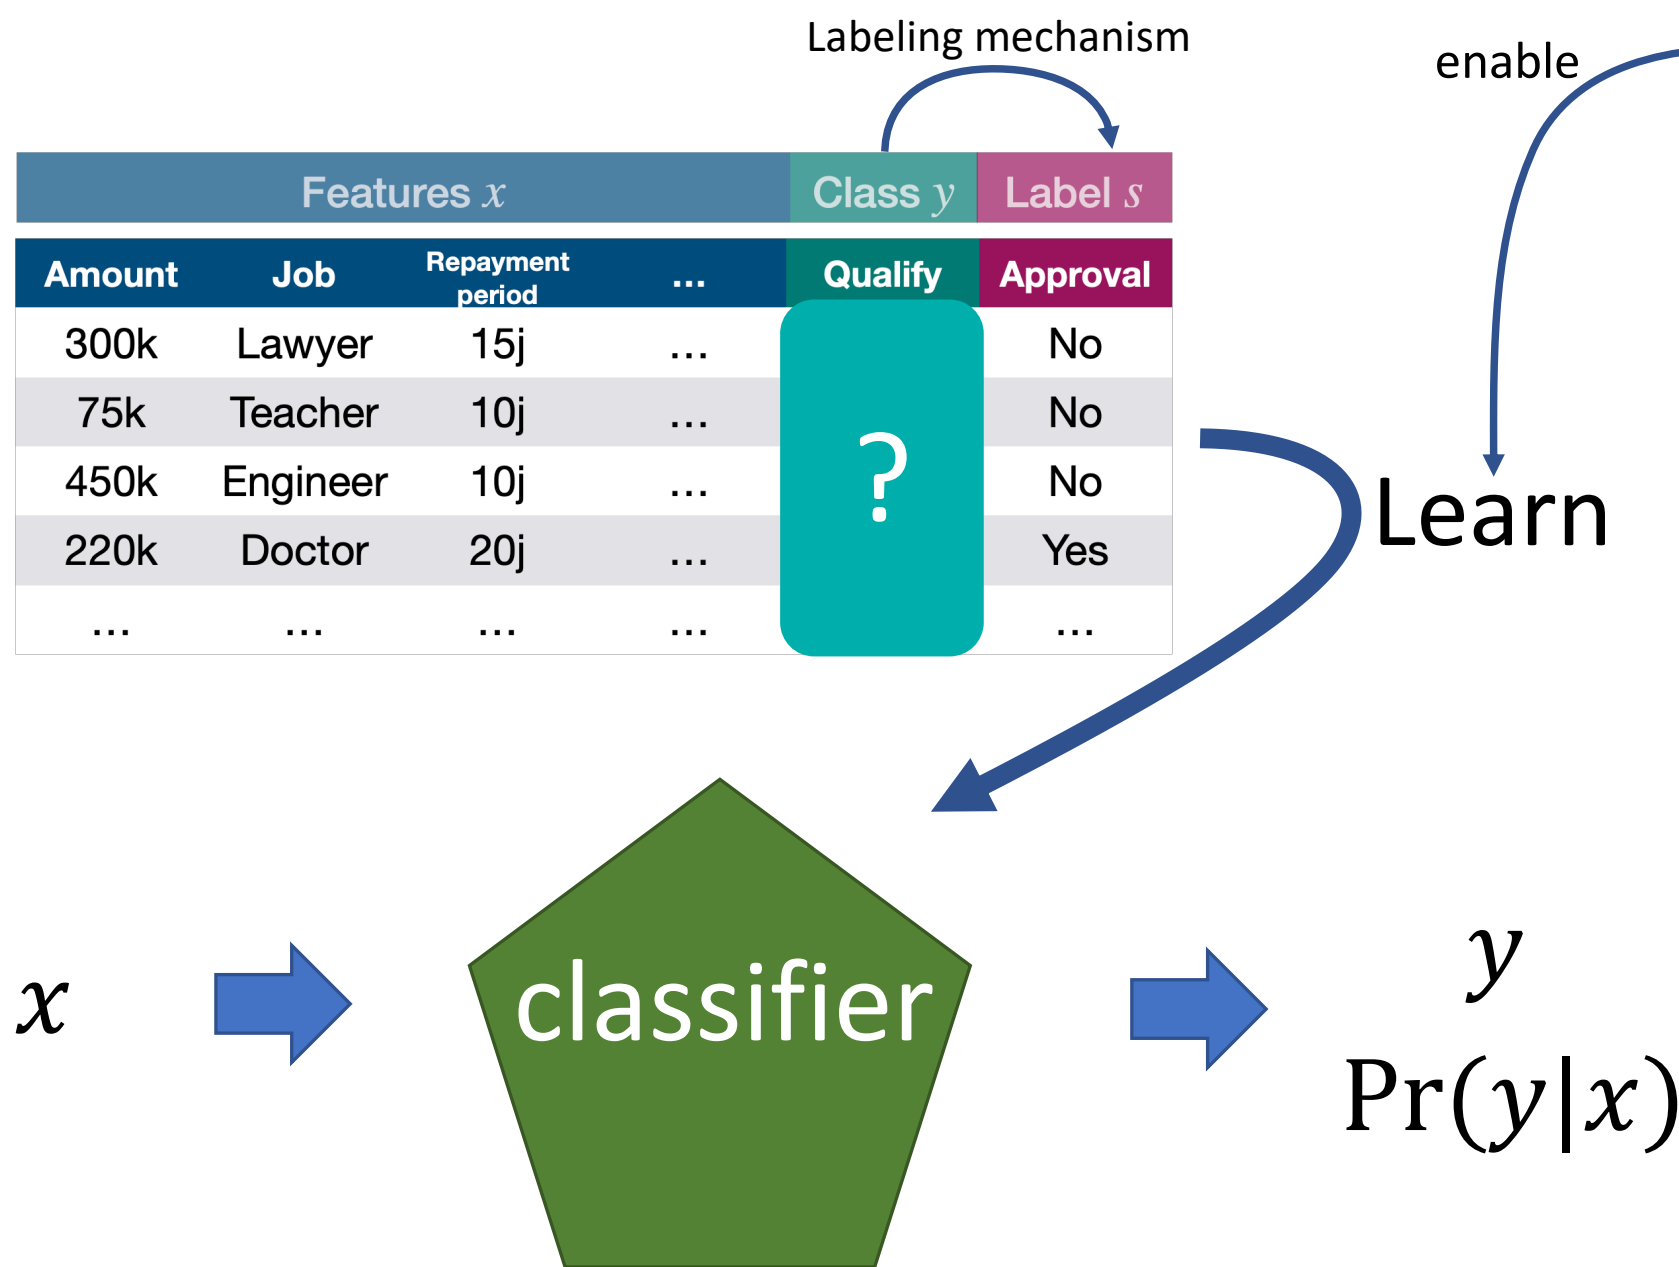 Labeling mechanism
enable
Features x Class y Label s
Amount Job Repayment period ... Qualify Approval
300k Lawyer 15j ... No
75k Teacher 10j ... No
450k Engineer 10j ... No
220k Doctor 20j ... Yes
... ... ... ... ...
?
Learn
classifier
x
y
Pr(y|x)